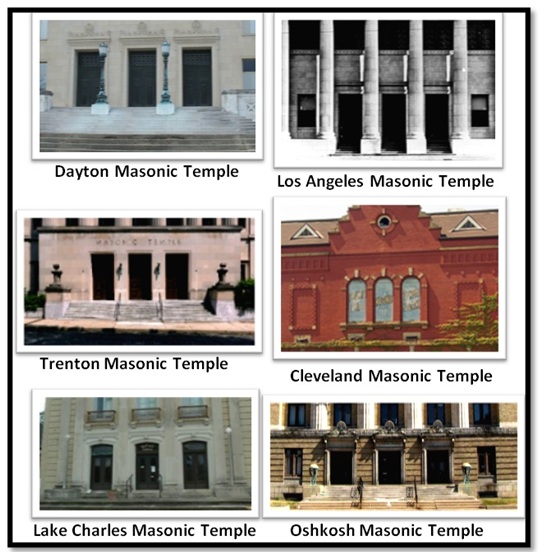 Dayton Masonic Temple
Los Angeles Masonic Temple
MASONIC TEMPLE
Trenton Masonic Temple
Cleveland Masonic Temple
Lake Charles Masonic Temple
Oshkosh Masonic Temple